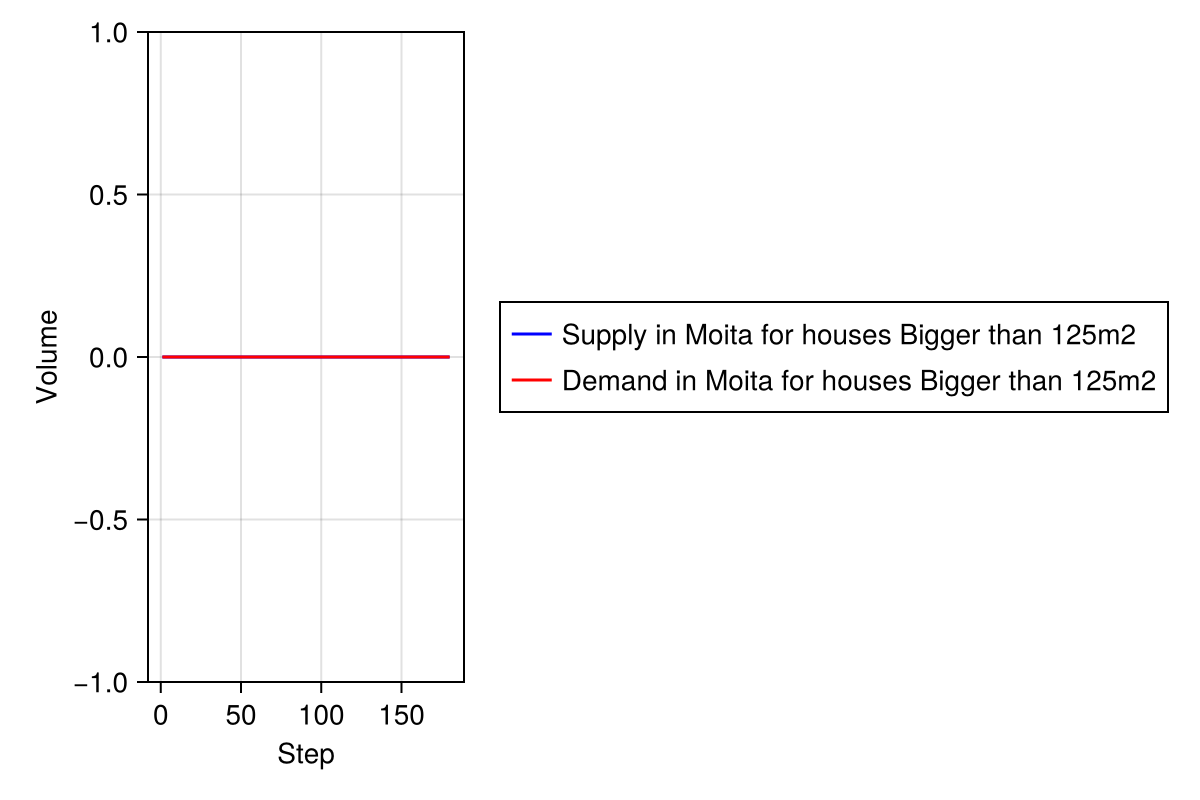 1.0
0.5
0.0
−0.5
−1.0
Volume
0 50 100 150
Step
Supply in Moita for houses Bigger than 125m2
Demand in Moita for houses Bigger than 125m2